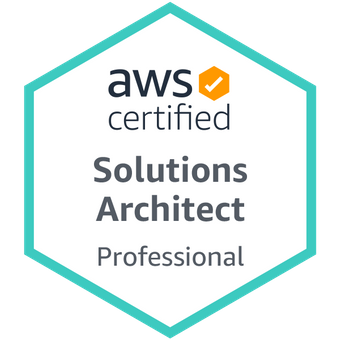 aws
certified
Solutions
Architect
Professional